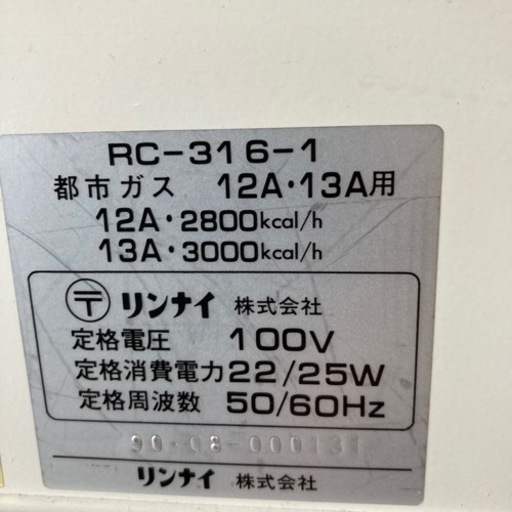 RC-316-1
都市ガス 12A・13A用
12A・2800kcal/h
13A・3000kcal/h
〒 リンナイ 株式会社
定格電圧 100V
定格消費電力 22/25W
定格周波数 50/60Hz
90・08-000131
リンナイ 株式会社